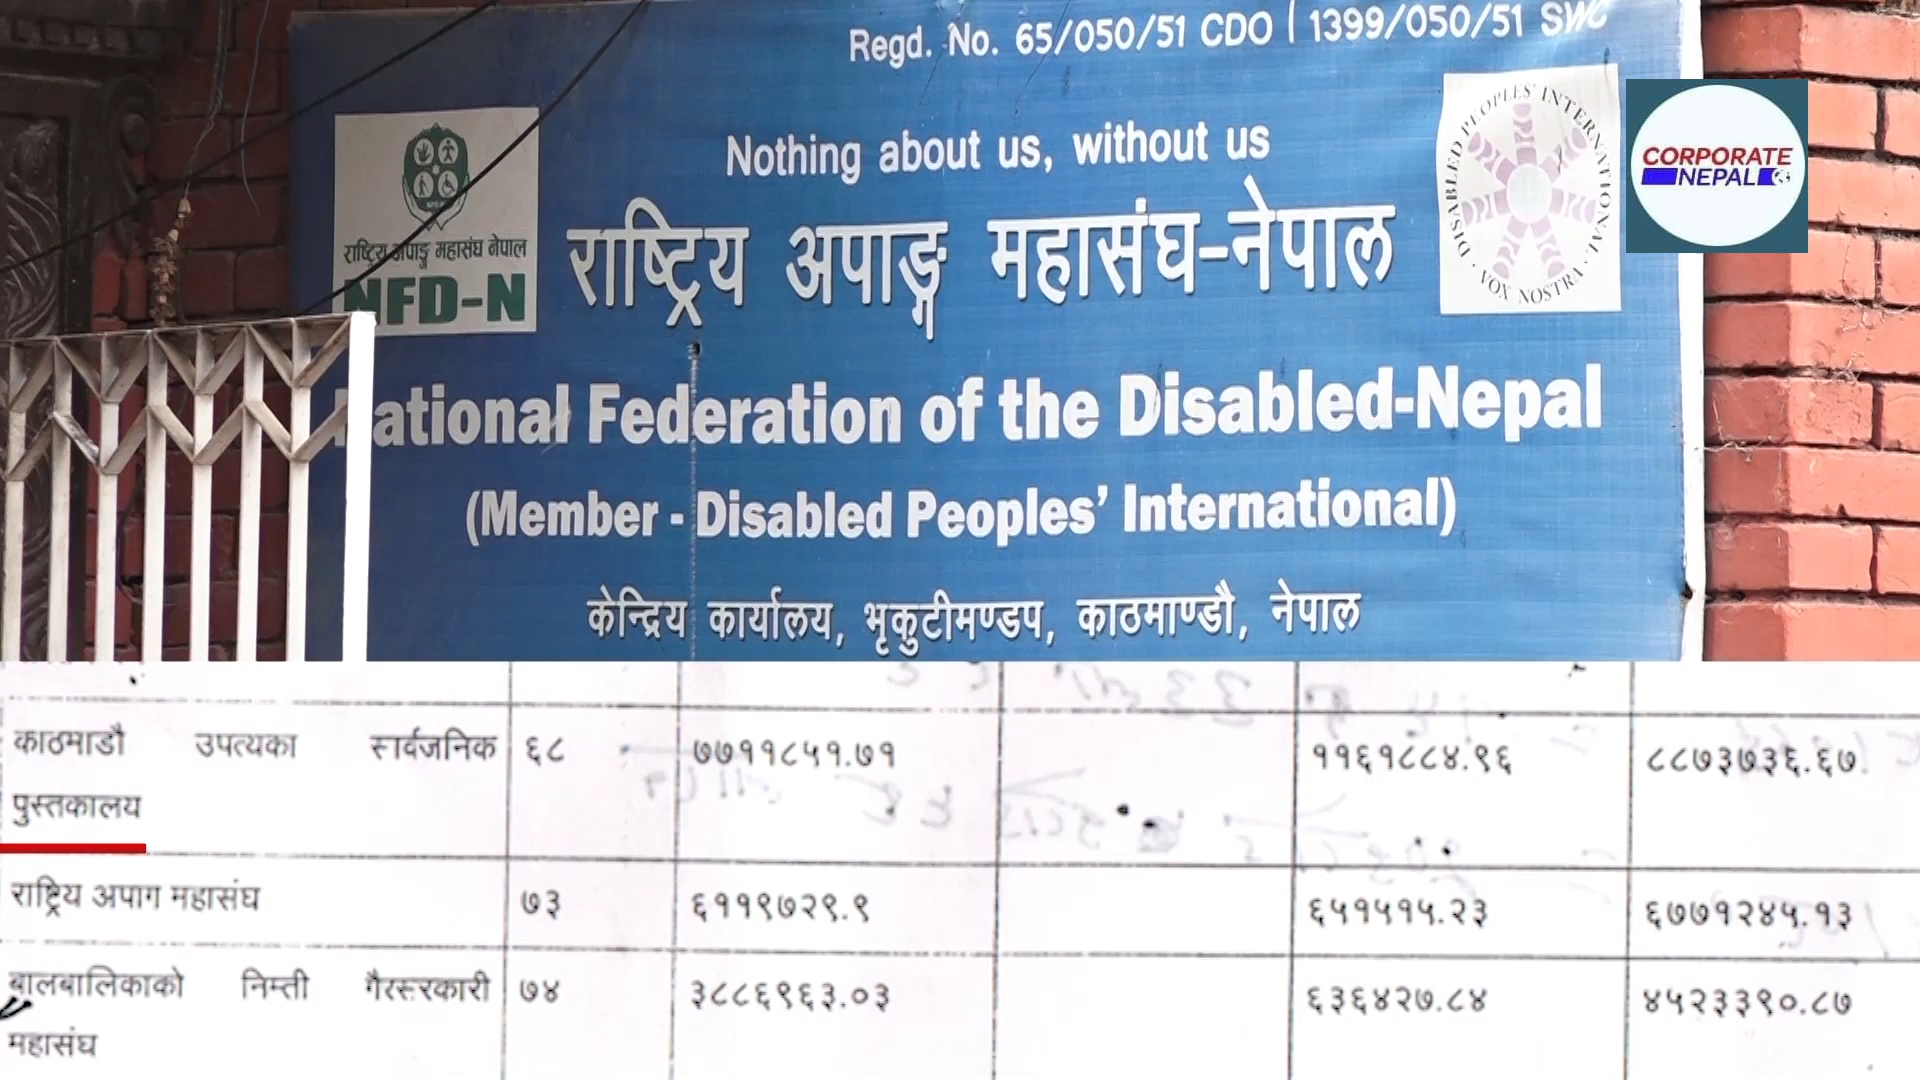 Regd. No. 65/050/51 CDO | 1399/050/51 SWC
Nothing about us, without us
राष्ट्रिय अपाङ्ग महासंघ-नेपाल
राष्ट्रिय अपाङ्ग महासंघ नेपाल
NFD-N
DISABLED PEOPLES' INTERNATIONAL · VOX NOSTRA ·
CORPORATE
NEPAL
National Federation of the Disabled-Nepal
(Member - Disabled Peoples' International)
केन्द्रिय कार्यालय, भृकुटीमण्डप, काठमाण्डौ, नेपाल
काठमाडौ उपत्यका सार्वजनिक ६८ ७७११८५१.७१ ११६१८८४.९६ ८८७३७३६.६७
पुस्तकालय
राष्ट्रिय अपाग महासंघ ७३ ६११९७२९.९ ६५१५१५.२३ ६७७१२४५.१३
बालबालिकाको निम्ती गैरसरकारी ७४ ३८८६९६३.०३ ६३६४२७.८४ ४५२३३९०.८७
महासंघ